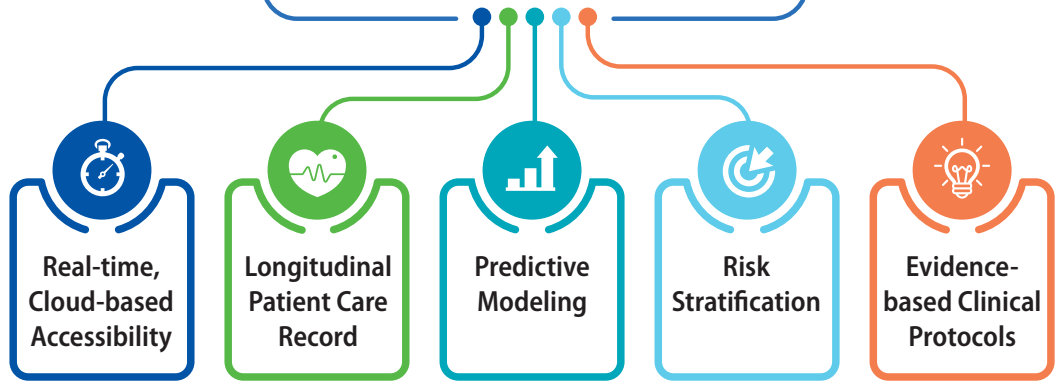 Real-time,
Cloud-based
Accessibility
Longitudinal
Patient Care
Record
Predictive
Modeling
Risk
Stratification
Evidence-
based Clinical
Protocols